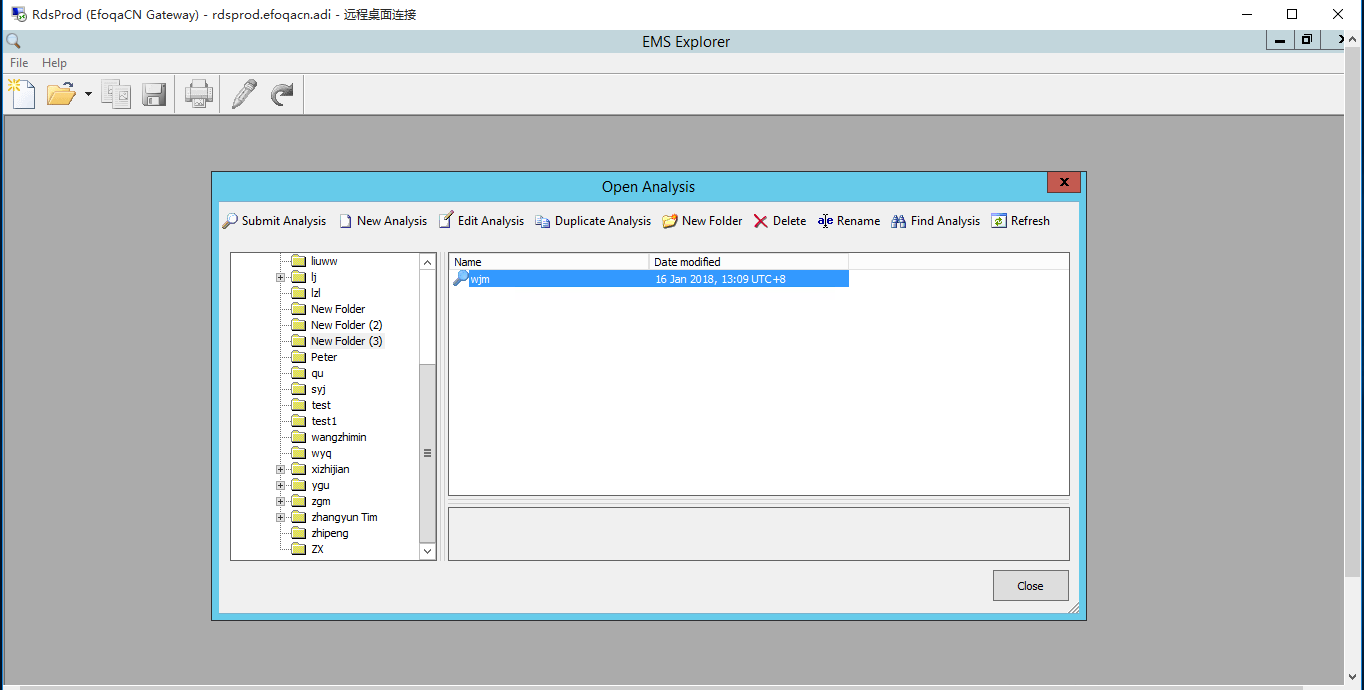 RdsProd (EfoqaCN Gateway) - rdsprod.efoqacn.adi - 远程桌面连接
EMS Explorer
File Help
Open Analysis
Submit Analysis New Analysis Edit Analysis Duplicate Analysis New Folder Delete Rename Find Analysis Refresh
liuww
lj
lzl
New Folder
New Folder (2)
New Folder (3)
Peter
qu
syj
test
test1
wangzhimin
wyq
xizhijian
ygu
zgm
zhangyun Tim
zhipeng
ZX
Name Date modified
wjm 16 Jan 2018, 13:09 UTC+8
Close